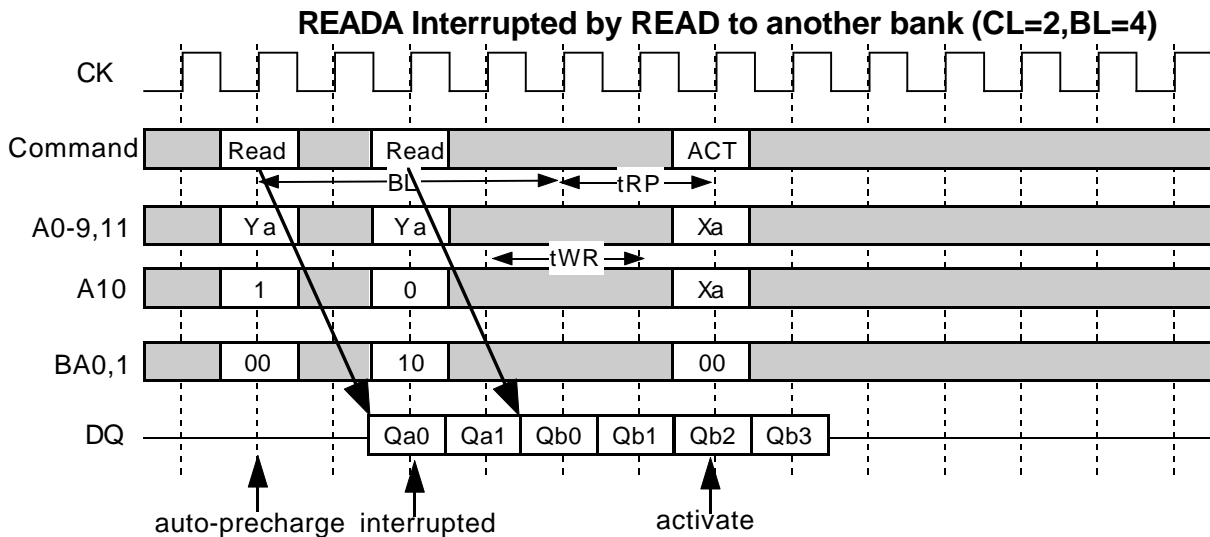 READA Interrupted by READ to another bank (CL=2,BL=4)
CK
Command Read Read ACT
BL tRP
A0-9,11 Ya Ya Xa
tWR
A10 1 0 Xa
BA0,1 00 10 00
DQ Qa0 Qa1 Qb0 Qb1 Qb2 Qb3
auto-precharge interrupted activate